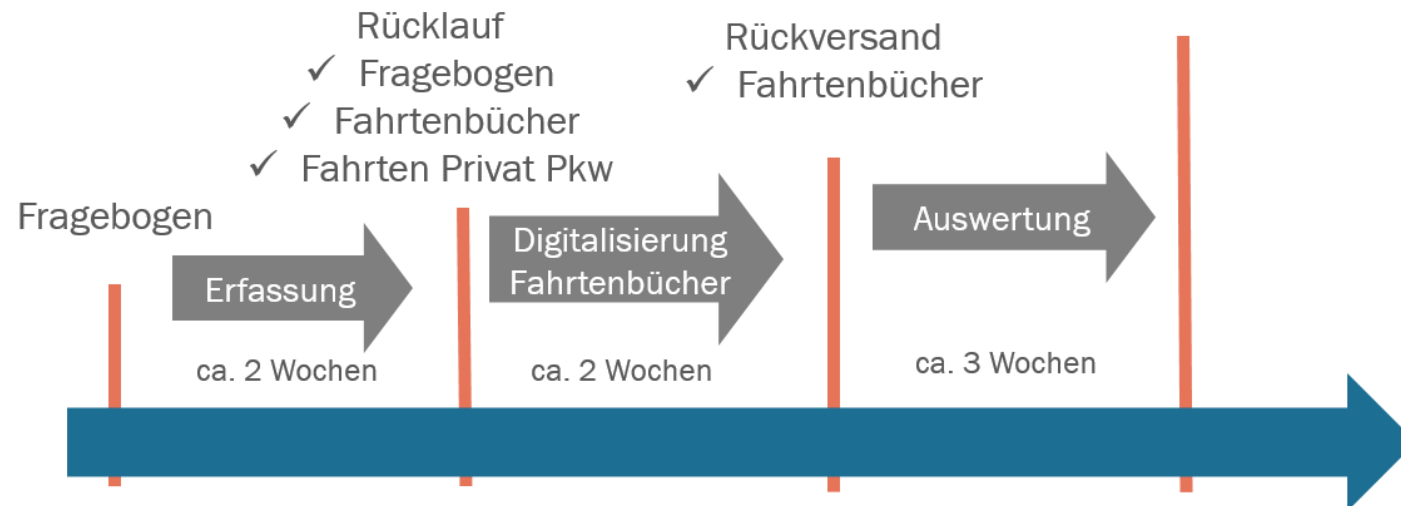 Fragebogen
Erfassung
ca. 2 Wochen
Rücklauf
✓ Fragebogen
✓ Fahrtenbücher
✓ Fahrten Privat Pkw
Digitalisierung
Fahrtenbücher
ca. 2 Wochen
Rückversand
✓ Fahrtenbücher
Auswertung
ca. 3 Wochen